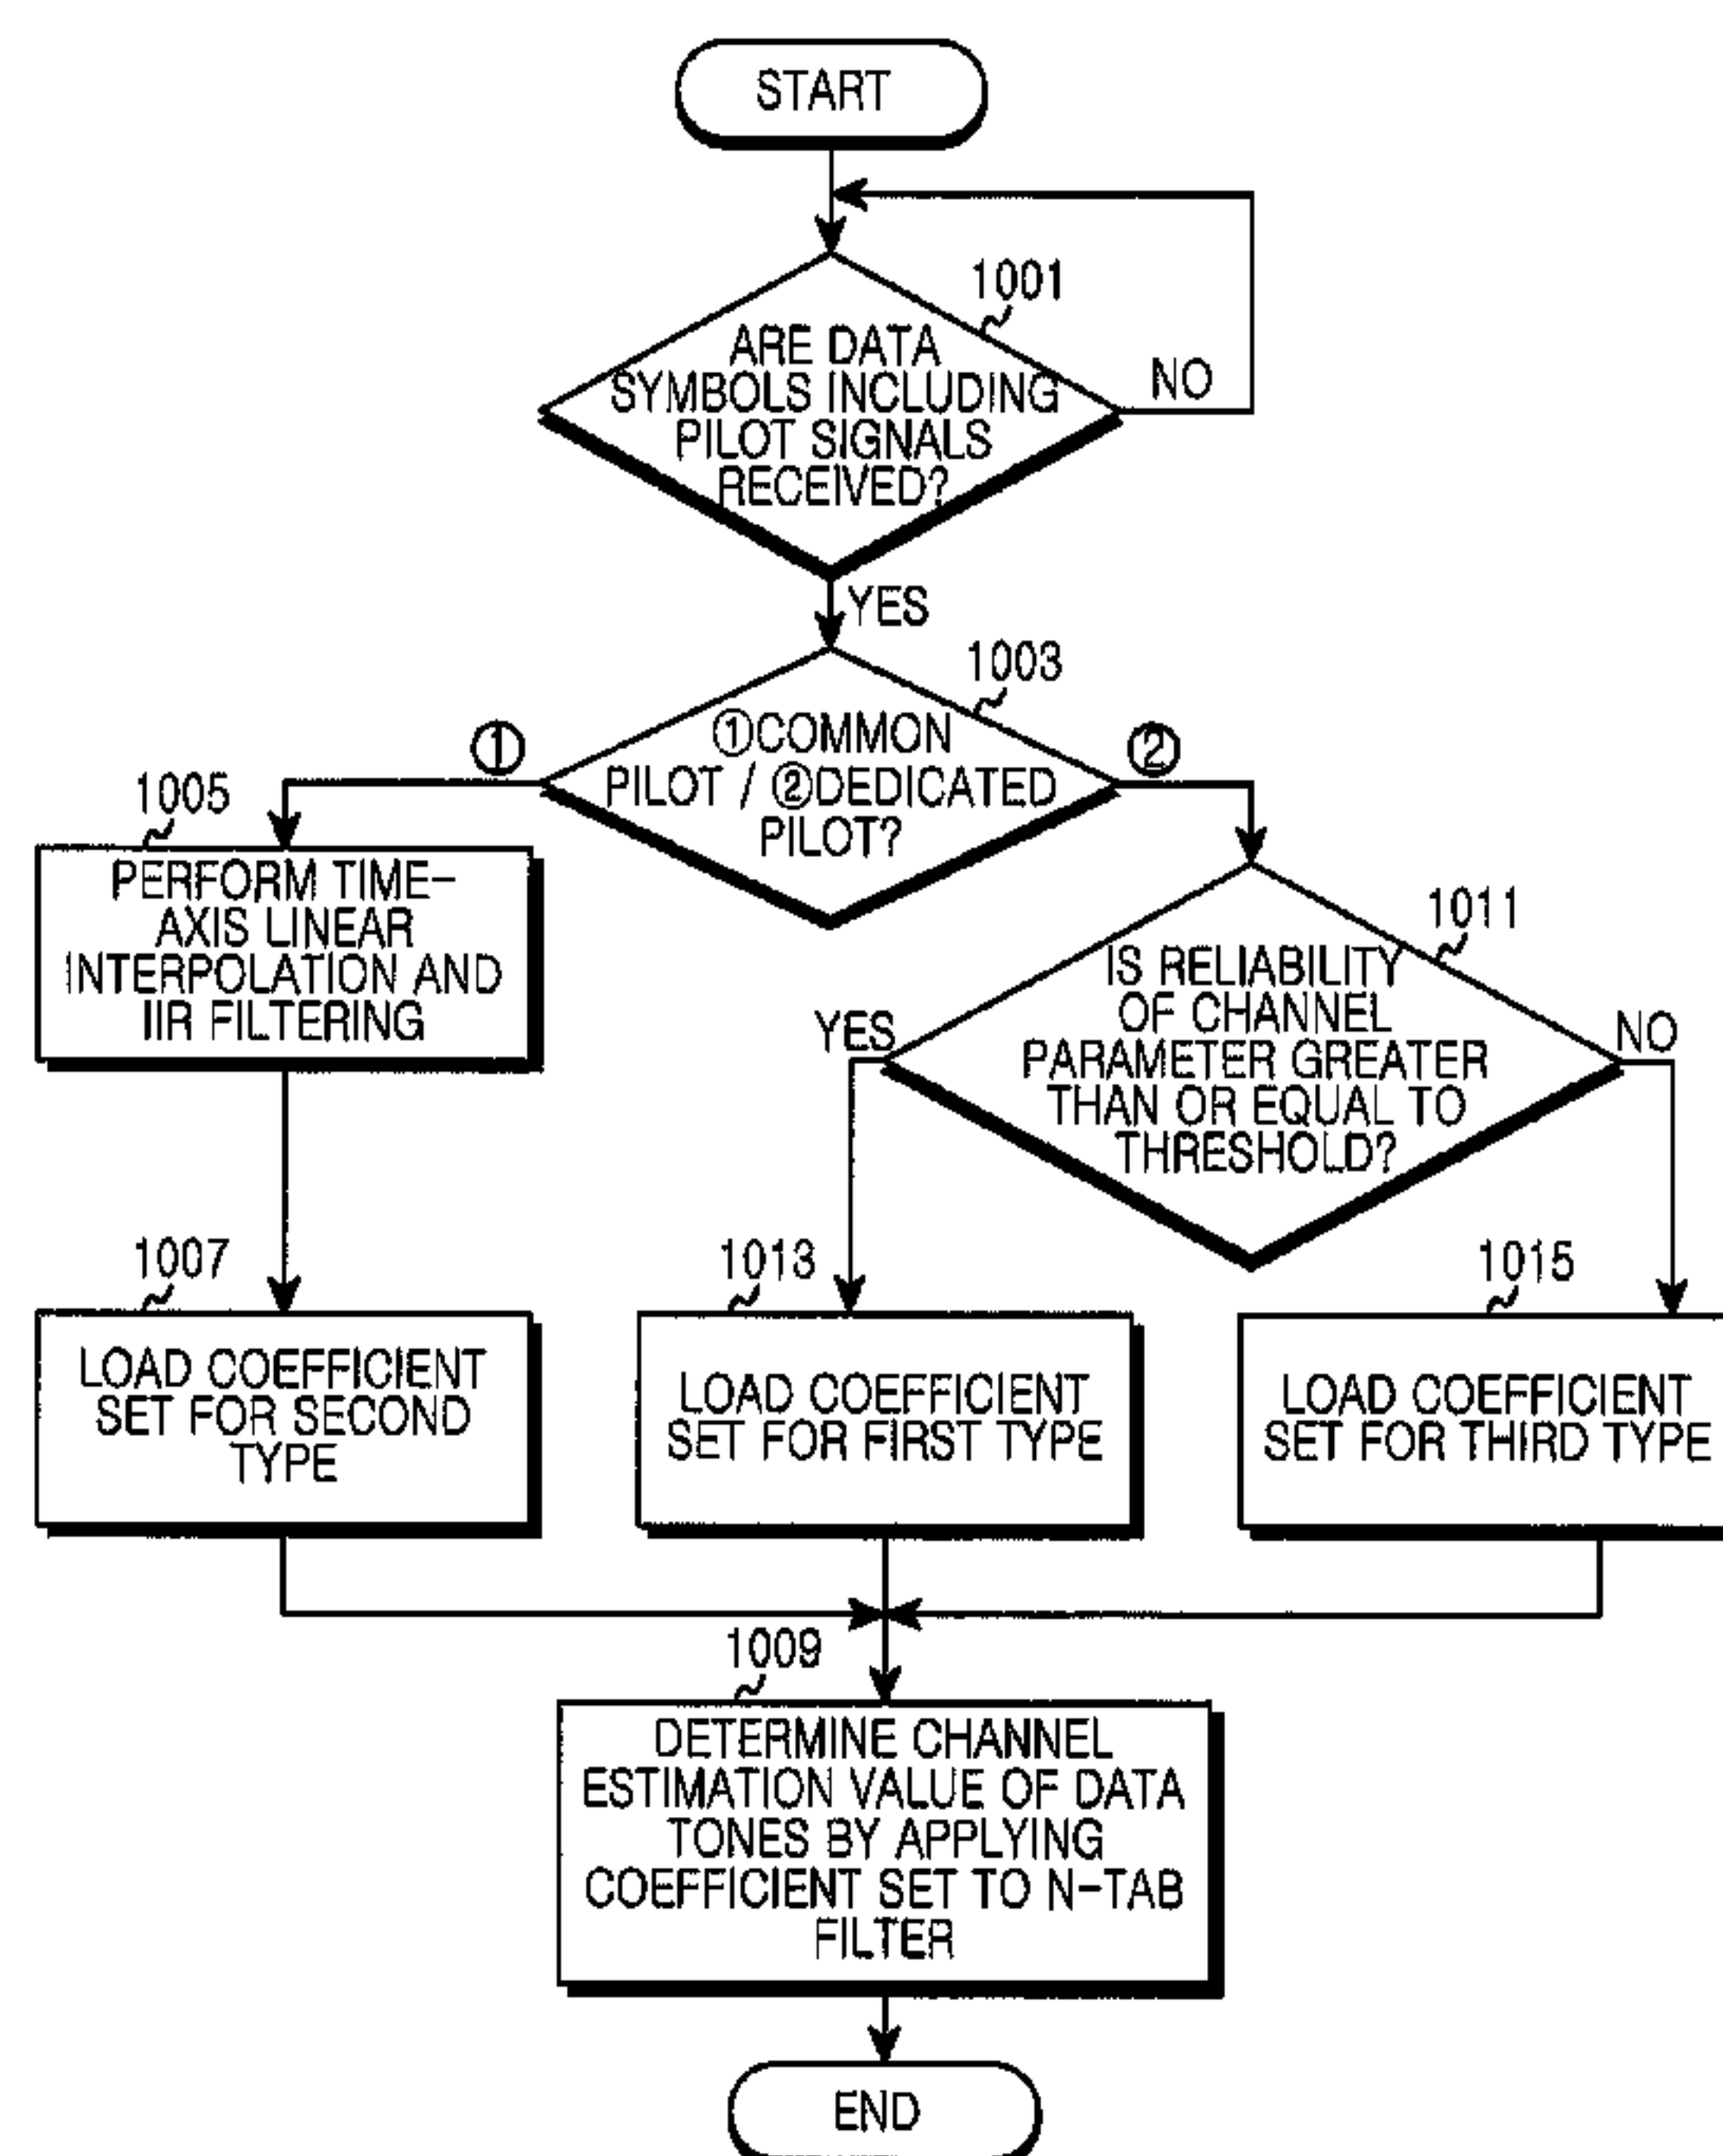 START
1001
ARE DATA
SYMBOLS INCLUDING
PILOT SIGNALS
RECEIVED?
NO
YES
1003
①COMMON
PILOT / ②DEDICATED
PILOT?
①
②
1005
PERFORM TIME-
AXIS LINEAR
INTERPOLATION AND
IIR FILTERING
1011
IS RELIABILITY
OF CHANNEL
PARAMETER GREATER
THAN OR EQUAL TO
THRESHOLD?
YES
NO
1007
LOAD COEFFICIENT
SET FOR SECOND
TYPE
1013
LOAD COEFFICIENT
SET FOR FIRST TYPE
1015
LOAD COEFFICIENT
SET FOR THIRD TYPE
1009
DETERMINE CHANNEL
ESTIMATION VALUE OF DATA
TONES BY APPLYING
COEFFICIENT SET TO N-TAB
FILTER
END